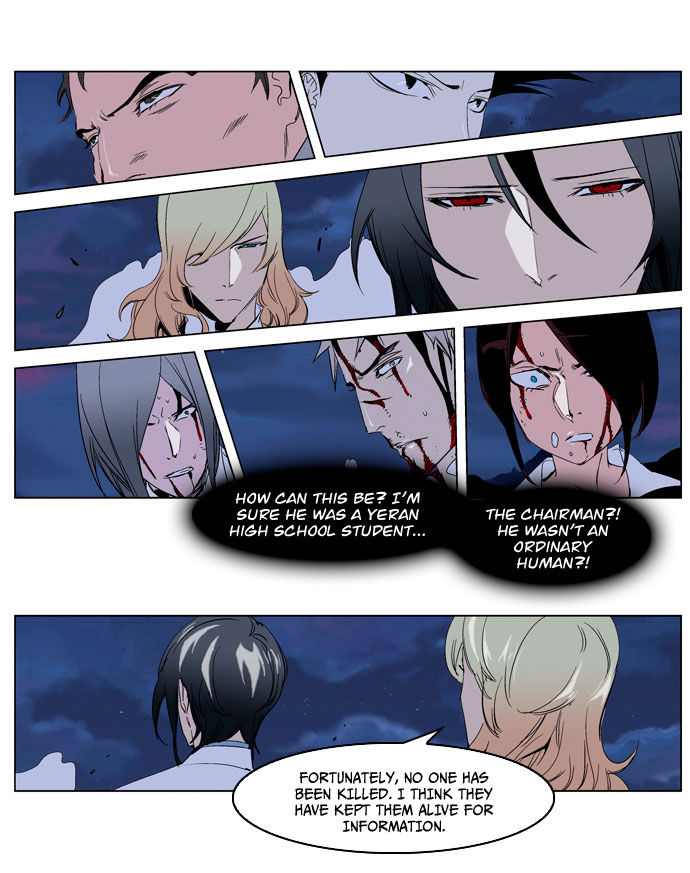 HOW CAN THIS BE? I'M
SURE HE WAS A YERAN
HIGH SCHOOL STUDENT...
THE CHAIRMAN?!
HE WASN'T AN
ORDINARY
HUMAN?!
FORTUNATELY, NO ONE HAS
BEEN KILLED. I THINK THEY
HAVE KEPT THEM ALIVE FOR
INFORMATION.